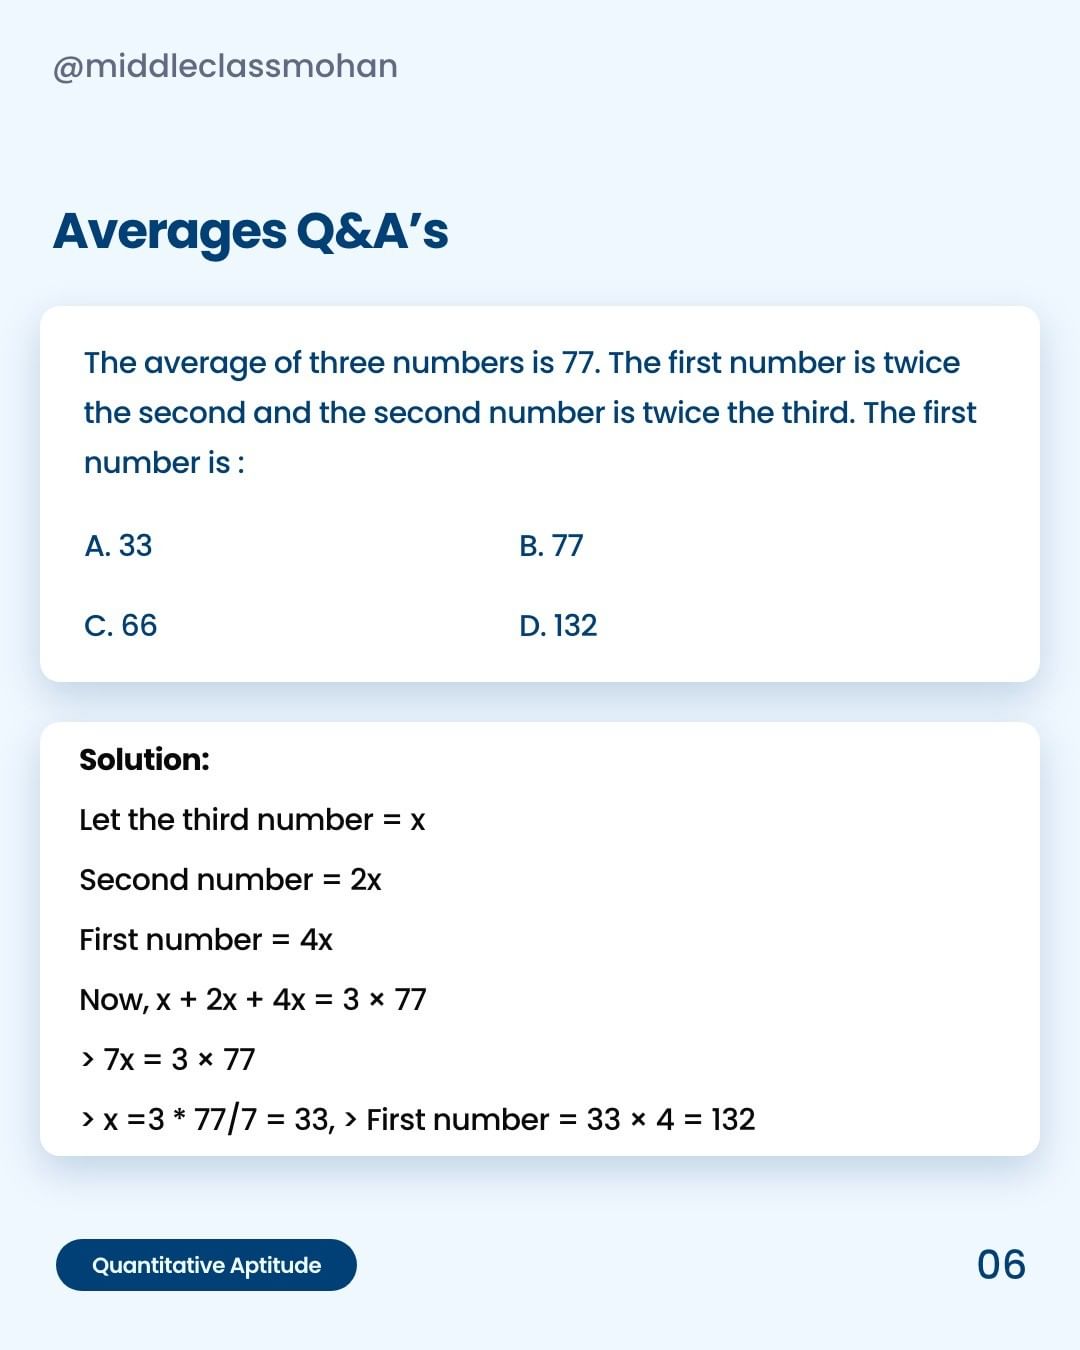 @middleclassmohan
Averages Q&A’s
The average of three numbers is 77. The first number is twice
the second and the second number is twice the third. The first
number is :
A. 33
B. 77
C. 66
D. 132
Solution:
Let the third number = x
Second number = 2x
First number = 4x
Now, x + 2x + 4x = 3 × 77
> 7x = 3 × 77
> x =3 * 77/7 = 33, > First number = 33 × 4 = 132
Quantitative Aptitude
06